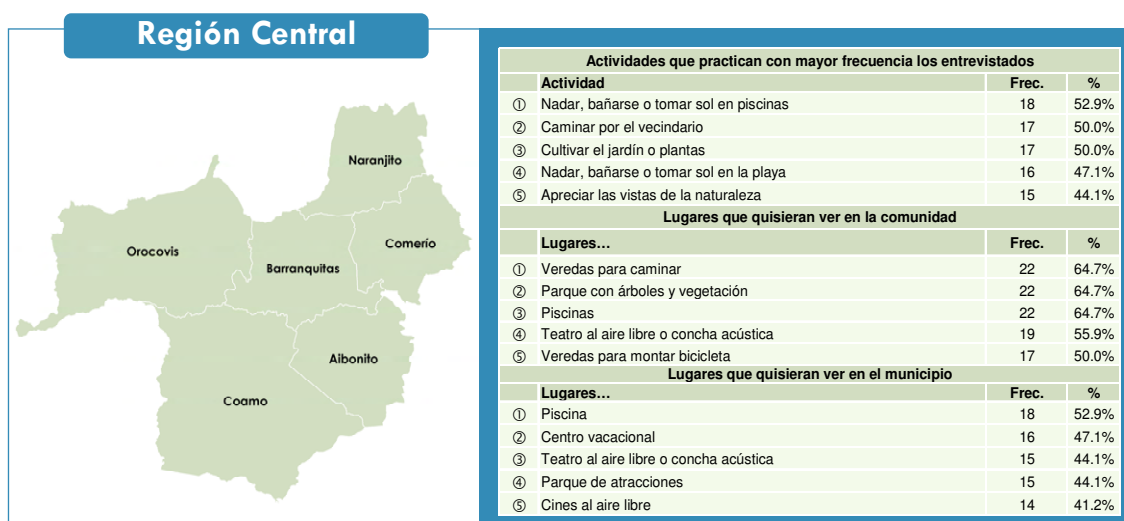 Región Central
Naranjito
Comerío
Orocovis
Barranquitas
Aibonito
Coamo
Actividades que practican con mayor frecuencia los entrevistados
Actividad Frec. %
① Nadar, bañarse o tomar sol en piscinas 18 52.9%
② Caminar por el vecindario 17 50.0%
③ Cultivar el jardín o plantas 17 50.0%
④ Nadar, bañarse o tomar sol en la playa 16 47.1%
⑤ Apreciar las vistas de la naturaleza 15 44.1%
Lugares que quisieran ver en la comunidad
Lugares… Frec. %
① Veredas para caminar 22 64.7%
② Parque con árboles y vegetación 22 64.7%
③ Piscinas 22 64.7%
④ Teatro al aire libre o concha acústica 19 55.9%
⑤ Veredas para montar bicicleta 17 50.0%
Lugares que quisieran ver en el municipio
Lugares… Frec. %
① Piscina 18 52.9%
② Centro vacacional 16 47.1%
③ Teatro al aire libre o concha acústica 15 44.1%
④ Parque de atracciones 15 44.1%
⑤ Cines al aire libre 14 41.2%